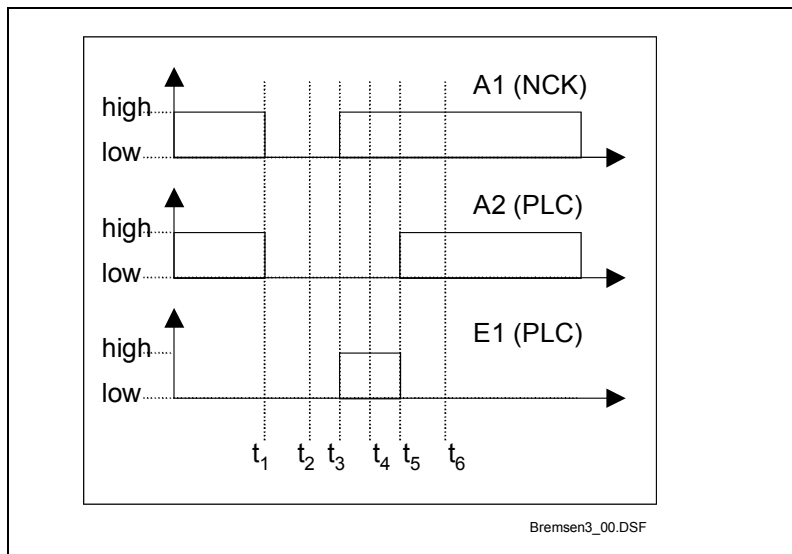 A1 (NCK)
high
low
A2 (PLC)
high
low
E1 (PLC)
high
low
t1 t2 t3 t4 t5 t6
Bremsen3_00.DSF